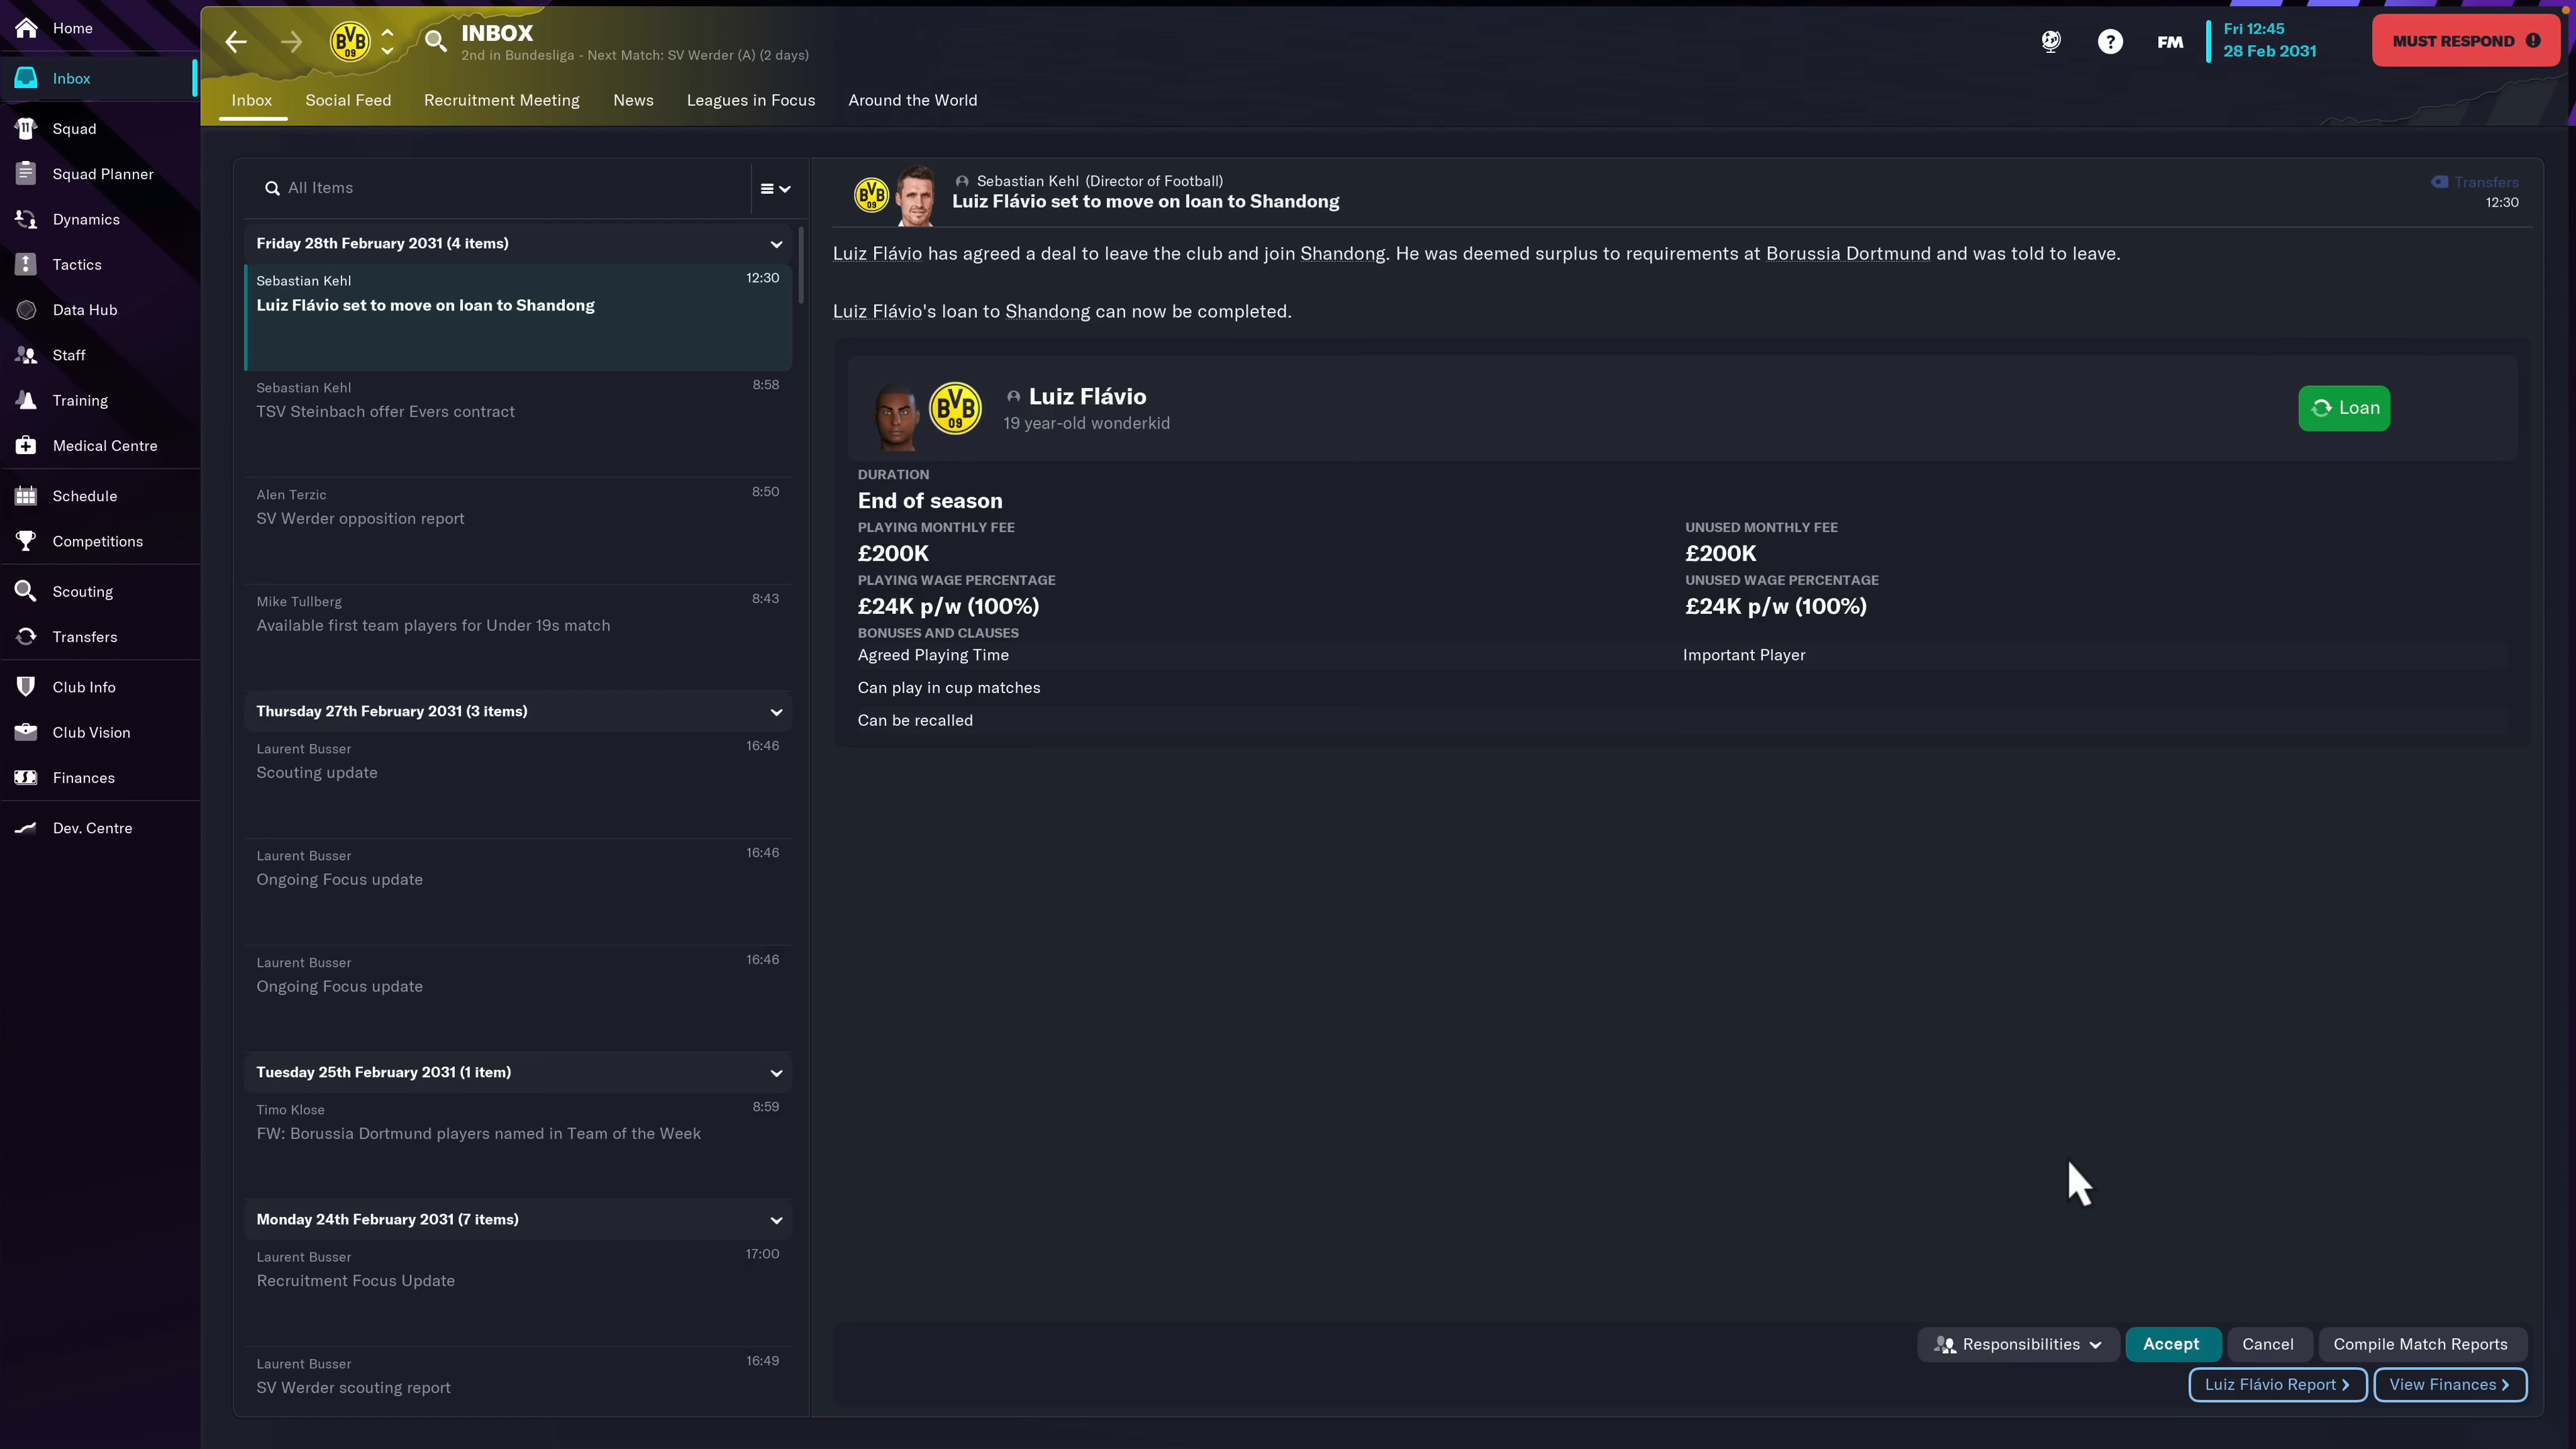 Home
Inbox
Squad
Squad Planner
Dynamics
Tactics
Data Hub
Staff
Training
Medical Centre
Schedule
Competitions
Scouting
Transfers
Club Info
Club Vision
Finances
Dev. Centre
BVB 09
INBOX
2nd in Bundesliga - Next Match: SV Werder (A) (2 days)
FM
Fri 12:45
28 Feb 2031
MUST RESPOND
Inbox Social Feed Recruitment Meeting News Leagues in Focus Around the World
All Items
Friday 28th February 2031 (4 items)
Sebastian Kehl 12:30
Luiz Flávio set to move on loan to Shandong
Sebastian Kehl 8:58
TSV Steinbach offer Evers contract
Alen Terzic 8:50
SV Werder opposition report
Mike Tullberg 8:43
Available first team players for Under 19s match
Thursday 27th February 2031 (3 items)
Laurent Busser 16:46
Scouting update
Laurent Busser 16:46
Ongoing Focus update
Laurent Busser 16:46
Ongoing Focus update
Tuesday 25th February 2031 (1 item)
Timo Klose 8:59
FW: Borussia Dortmund players named in Team of the Week
Monday 24th February 2031 (7 items)
Laurent Busser 17:00
Recruitment Focus Update
Laurent Busser 16:49
SV Werder scouting report
BVB 09
Sebastian Kehl (Director of Football)
Luiz Flávio set to move on loan to Shandong
Transfers
12:30
Luiz Flávio has agreed a deal to leave the club and join Shandong. He was deemed surplus to requirements at Borussia Dortmund and was told to leave.
Luiz Flávio's loan to Shandong can now be completed.
BVB 09
Luiz Flávio
19 year-old wonderkid
Loan
DURATION
End of season
PLAYING MONTHLY FEE UNUSED MONTHLY FEE
£200K £200K
PLAYING WAGE PERCENTAGE UNUSED WAGE PERCENTAGE
£24K p/w (100%) £24K p/w (100%)
BONUSES AND CLAUSES
Agreed Playing Time Important Player
Can play in cup matches
Can be recalled
Responsibilities Accept Cancel Compile Match Reports
Luiz Flávio Report View Finances